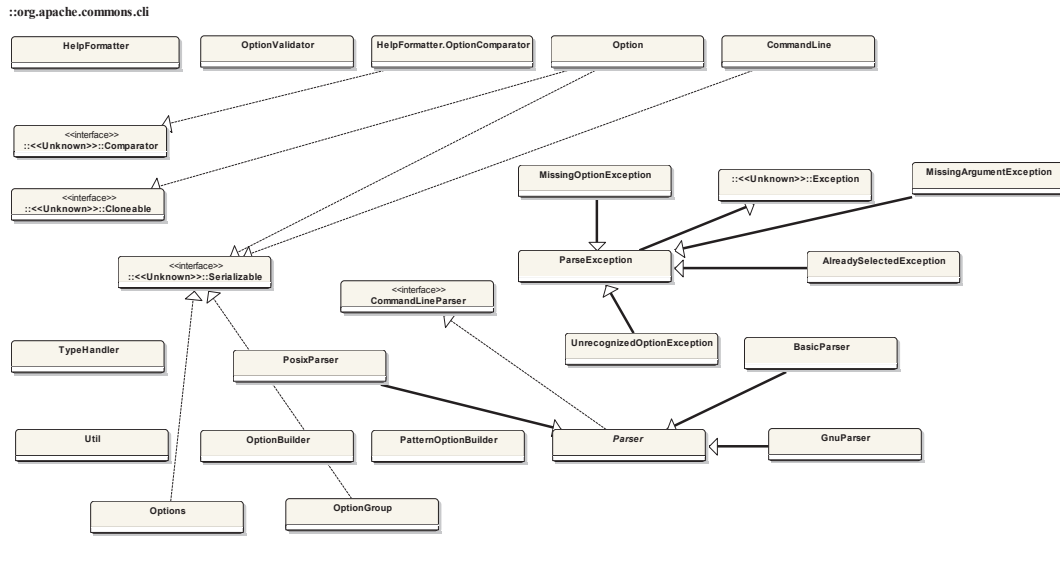 ::org.apache.commons.cli
HelpFormatter
OptionValidator
HelpFormatter.OptionComparator
Option
CommandLine
<<interface>>
::<<Unknown>>::Comparator
MissingOptionException
::<<Unknown>>::Exception
MissingArgumentException
<<interface>>
::<<Unknown>>::Cloneable
<<interface>>
::<<Unknown>>::Serializable
ParseException
AlreadySelectedException
<<interface>>
CommandLineParser
TypeHandler
PosixParser
UnrecognizedOptionException
BasicParser
Util
OptionBuilder
PatternOptionBuilder
Parser
GnuParser
Options
OptionGroup